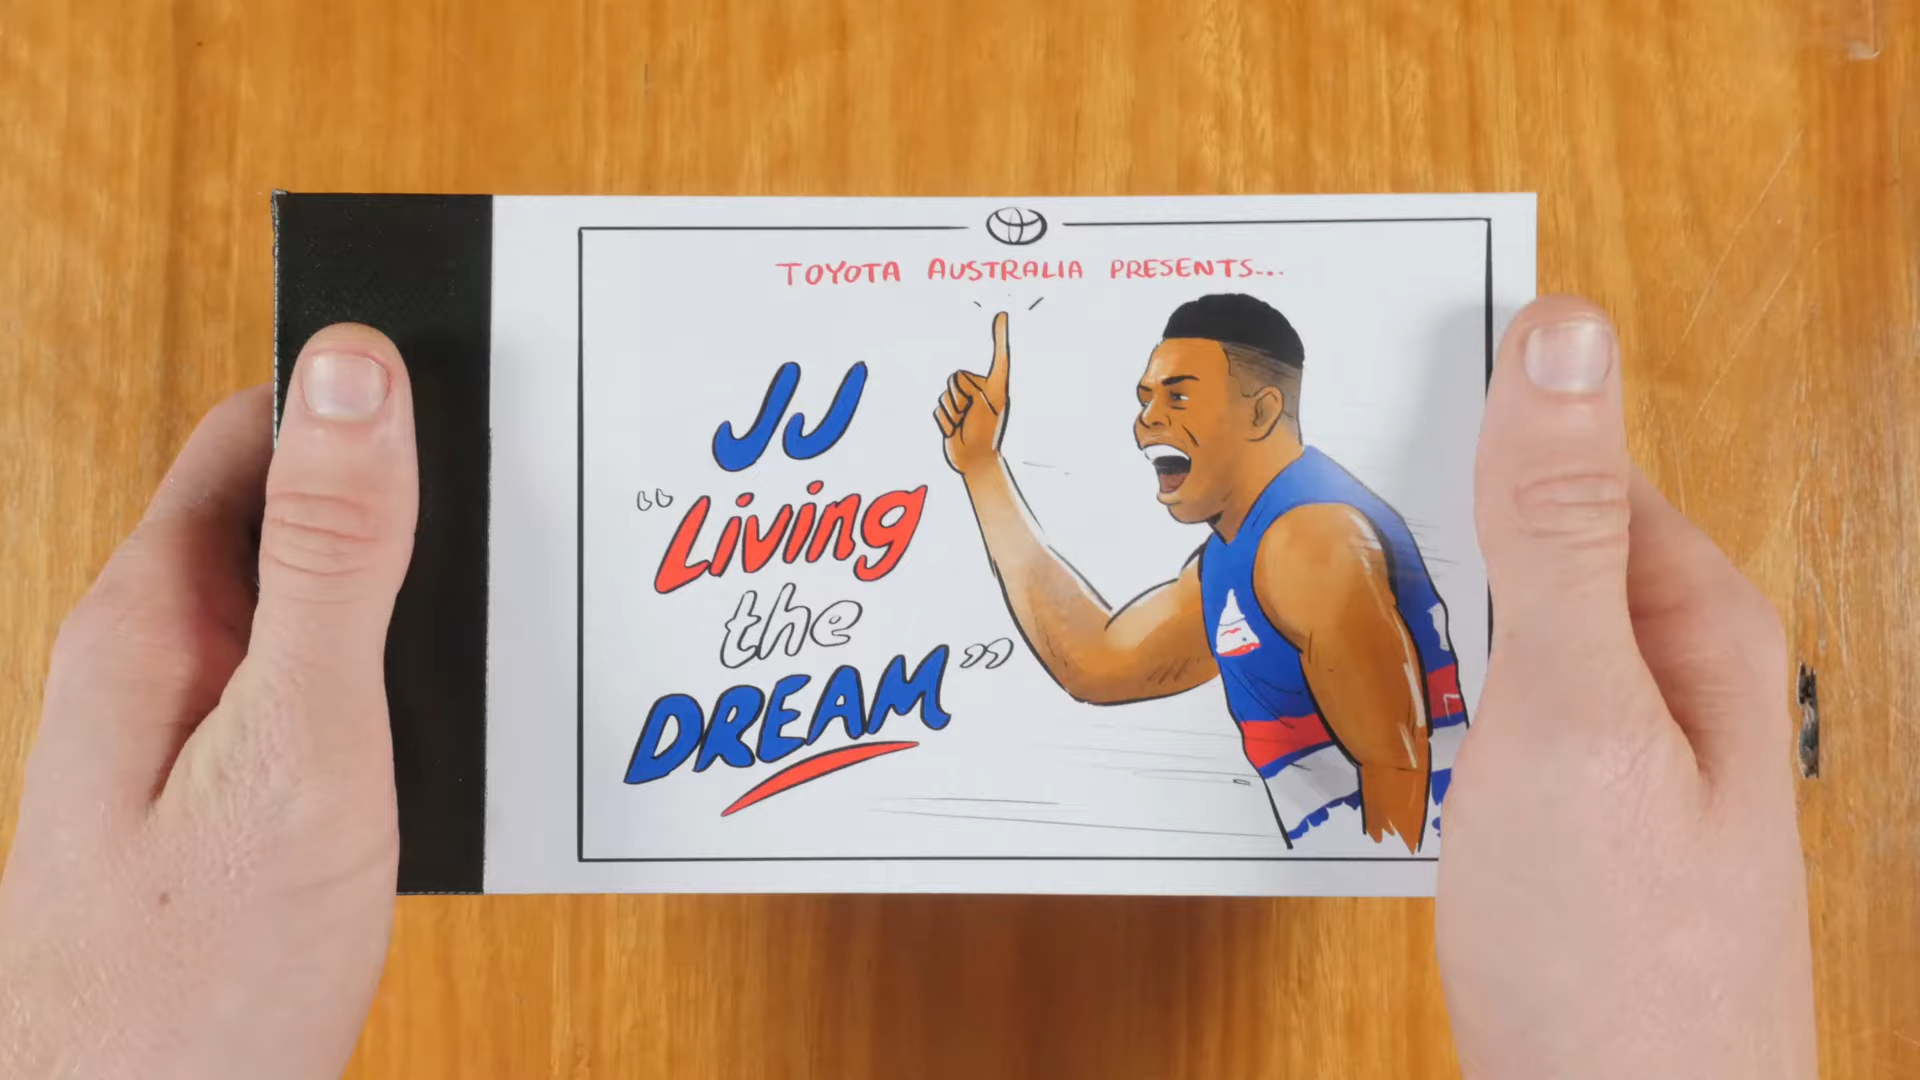 TOYOTA AUSTRALIA PRESENTS...
JJ
“Living
the
DREAM”